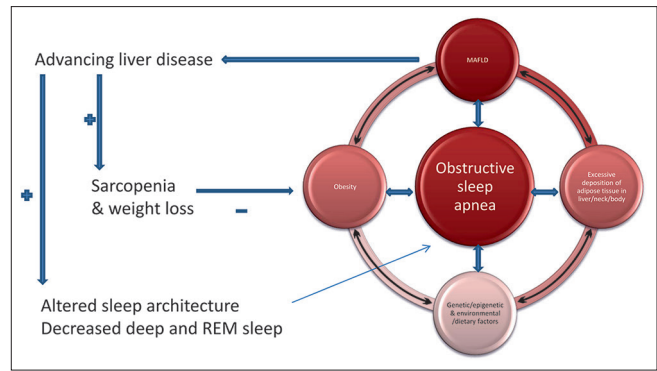 Advancing liver disease
MAFLD
Sarcopenia
& weight loss
Obesity
Obstructive
sleep
apnea
Excessive
deposition of
adipose tissue in
liver/neck/body
Altered sleep architecture
Decreased deep and REM sleep
Genetic/epigenetic
& environmental
/dietary factors